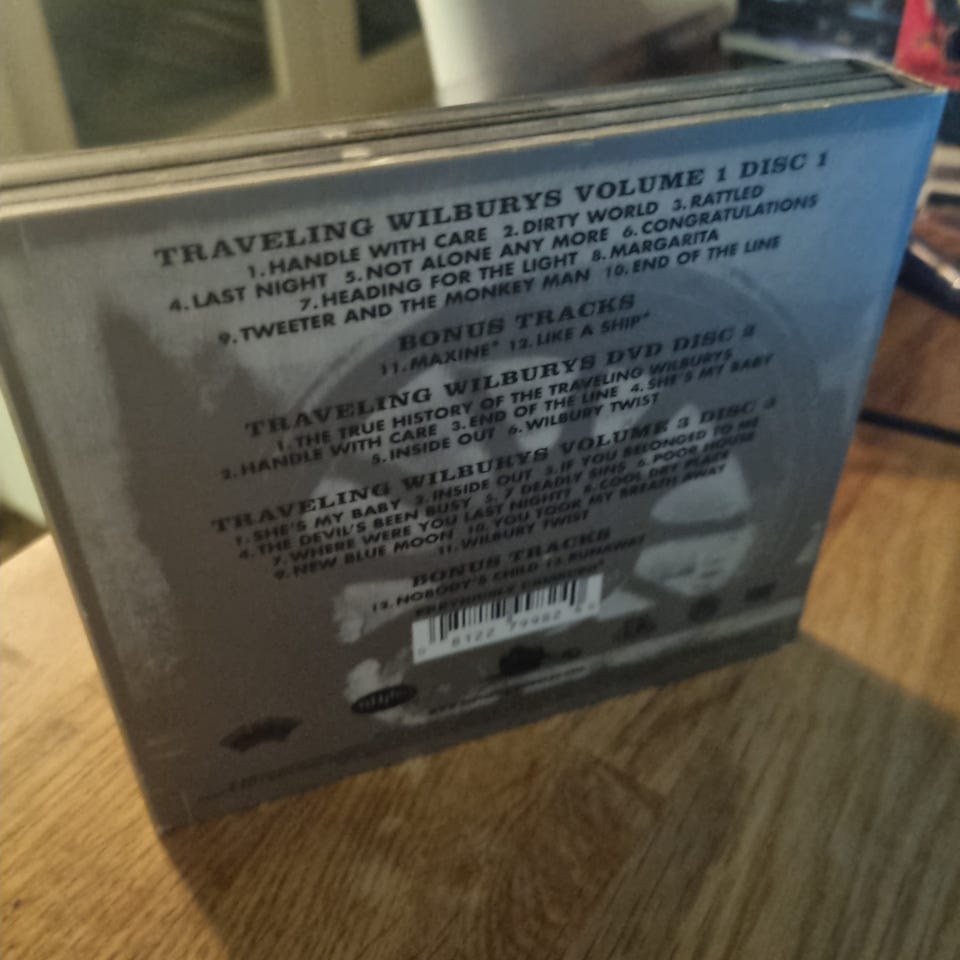 TRAVELING WILBURYS VOLUME 1 DISC 1
1. HANDLE WITH CARE 2. DIRTY WORLD 3. RATTLED
4. LAST NIGHT 5. NOT ALONE ANY MORE 6. CONGRATULATIONS
7. HEADING FOR THE LIGHT 8. MARGARITA
9. TWEETER AND THE MONKEY MAN 10. END OF THE LINE
BONUS TRACKS
11. MAXINE* 12. LIKE A SHIP*
TRAVELING WILBURYS DVD DISC 2
1. THE TRUE HISTORY OF THE TRAVELING WILBURYS
2. HANDLE WITH CARE 3. END OF THE LINE 4. SHE'S MY BABY
5. INSIDE OUT 6. WILBURY TWIST
TRAVELING WILBURYS VOLUME 3 DISC 3
1. SHE'S MY BABY 2. INSIDE OUT 3. IF YOU BELONGED TO ME
4. THE DEVIL'S BEEN BUSY 5. 7 DEADLY SINS 6. POOR HOUSE
7. WHERE WERE YOU LAST NIGHT? 8. COOL DRY PLACE
9. NEW BLUE MOON 10. YOU TOOK MY BREATH AWAY
11. WILBURY TWIST
BONUS TRACKS
12. NOBODY'S CHILD 13. RUNAWAY
8122 79982